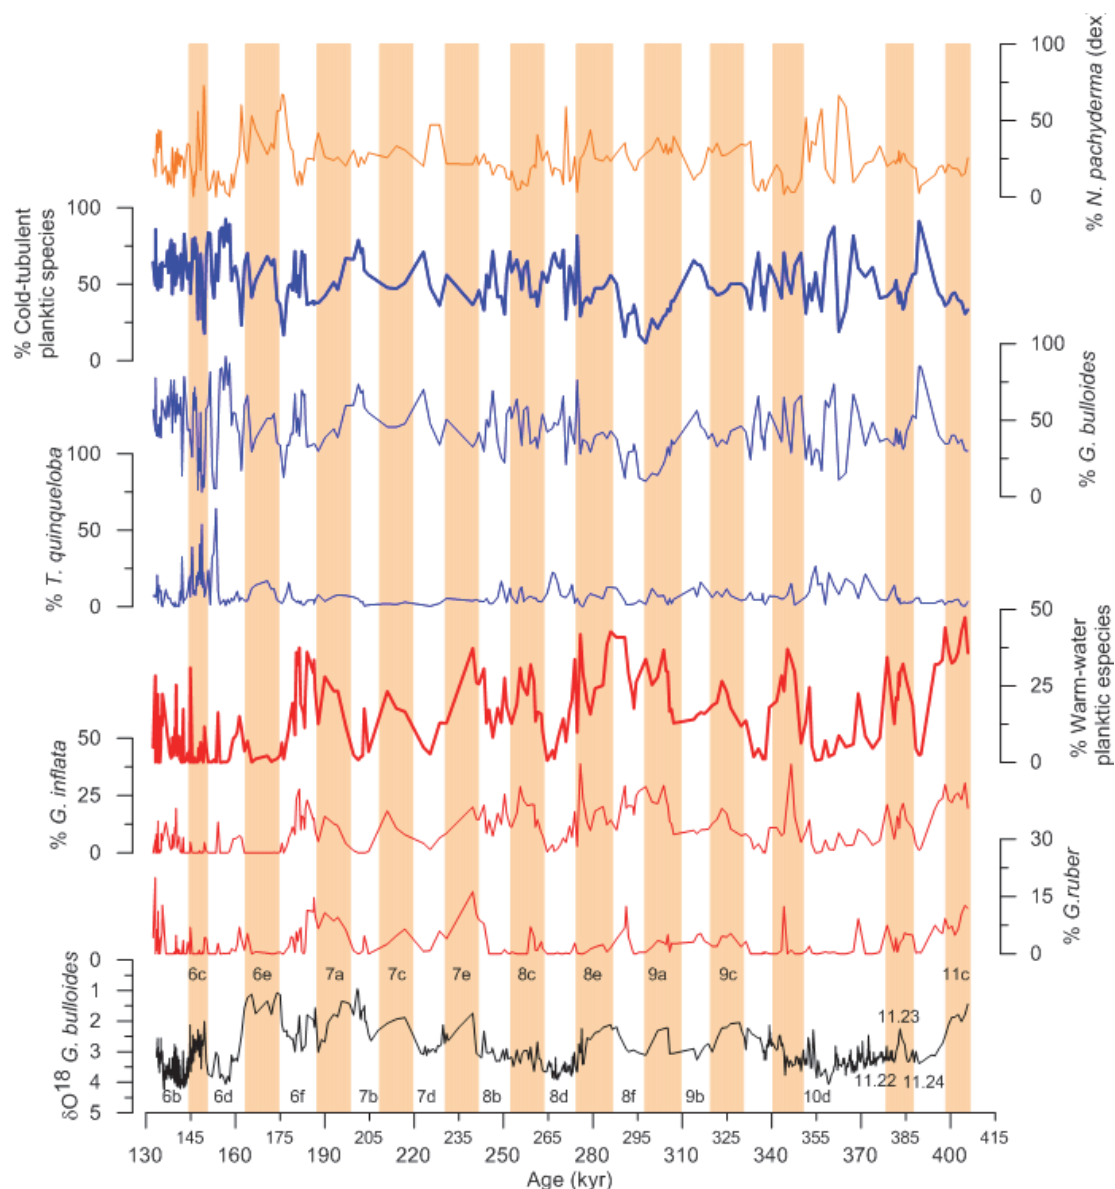 100
50
0
% N. pachyderma (dex
100
50
0
% Cold-tubulent
planktic species
100
50
0
% G. bulloides
100
50
0
% T. quinqueloba
50
25
0
% Warm-water
planktic especies
50
25
0
% G. inflata
30
15
0
% G.ruber
0
1
2
3
4
5
δO18 G. bulloides
6c 6e 7a 7c 7e 8c 8e 9a 9c 11c
11.23
11.22 11.24
6b 6d 6f 7b 7d 8b 8d 8f 9b 10d
145 175 205 235 265 295 325 355 385 415
130 160 190 220 250 280 310 340 370 400
Age (kyr)